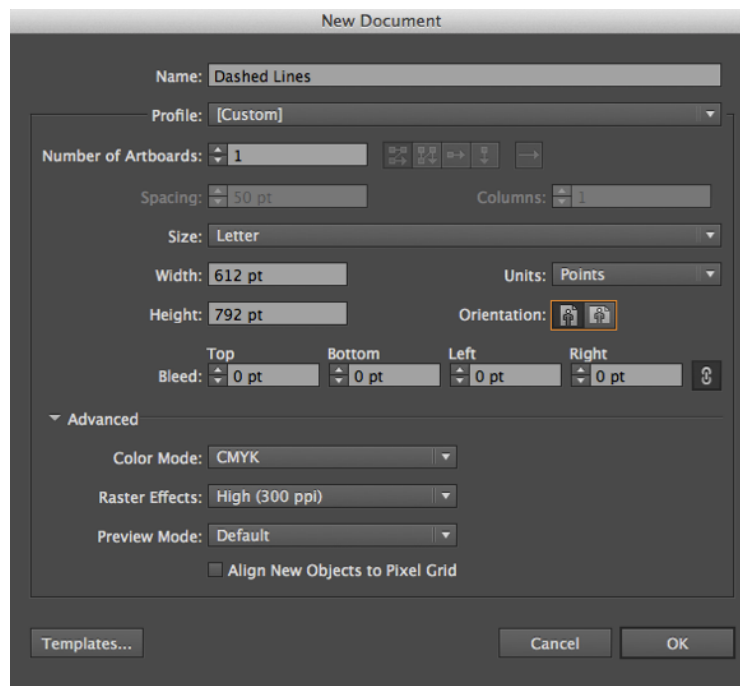 New Document
Name: Dashed Lines
Profile: [Custom]
Number of Artboards: 1
Spacing: 50 pt Columns: 1
Size: Letter
Width: 612 pt Units: Points
Height: 792 pt Orientation:
Top Bottom Left Right
Bleed: 0 pt 0 pt 0 pt 0 pt
Advanced
Color Mode: CMYK
Raster Effects: High (300 ppi)
Preview Mode: Default
Align New Objects to Pixel Grid
Templates... Cancel OK